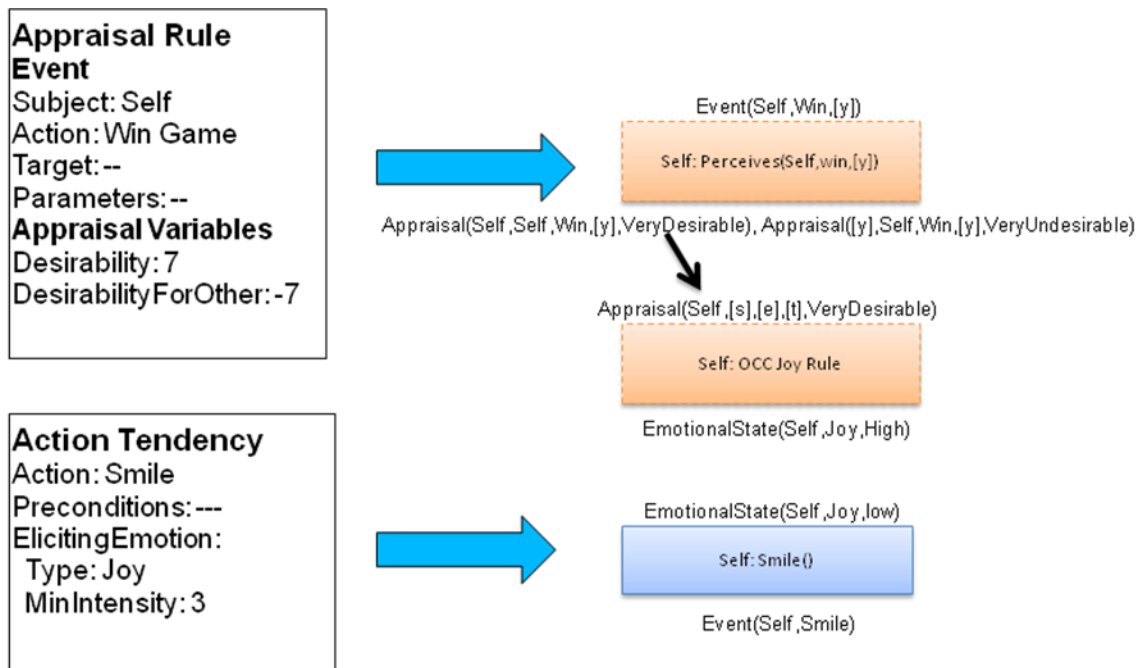 Appraisal Rule
Event
Subject: Self
Action: Win Game
Target: --
Parameters: --
Appraisal Variables
Desirability: 7
DesirabilityForOther: -7
Event(Self,Win,[y])
Self: Perceives(Self,win,[y])
Appraisal(Self,Self,Win,[y],VeryDesirable), Appraisal([y],Self,Win,[y],VeryUndesirable)
Appraisal(Self,[s],[e],[t],VeryDesirable)
Self: OCC Joy Rule
EmotionalState(Self,Joy,High)
Action Tendency
Action: Smile
Preconditions: ---
ElicitingEmotion:
Type: Joy
MinIntensity: 3
EmotionalState(Self,Joy,low)
Self: Smile()
Event(Self,Smile)